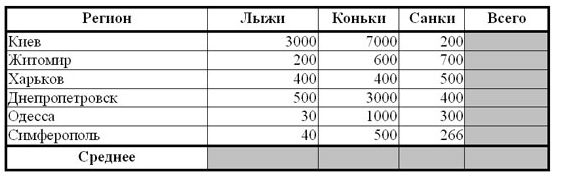 Регион Лыжи Коньки Санки Всего
Киев 3000 7000 200
Житомир 200 600 700
Харьков 400 400 500
Днепропетровск 500 3000 400
Одесса 30 1000 300
Симферополь 40 500 266
Среднее